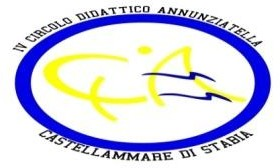 IV CIRCOLO DIDATTICO ANNUNZIATELLA
CASTELLAMMARE DI STABIA